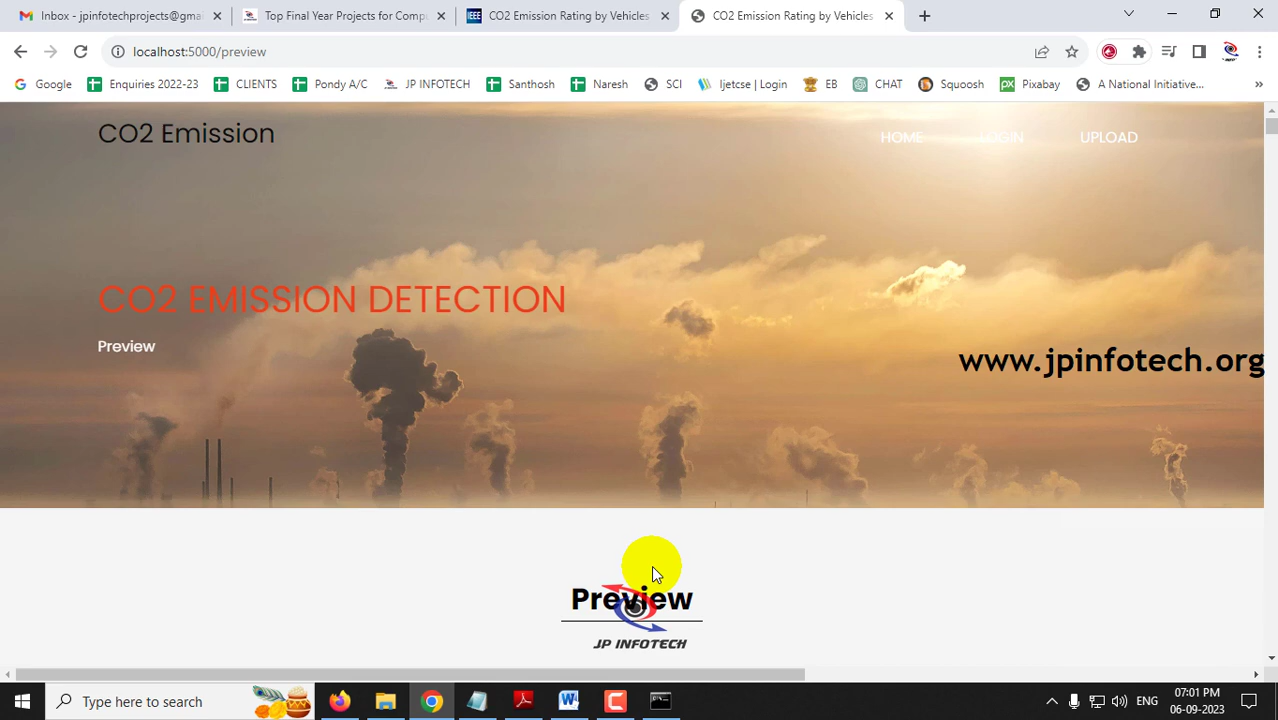 Inbox - jpinfotechprojects@gmai
Top Final Year Projects for Compu
CO2 Emission Rating by Vehicles
CO2 Emission Rating by Vehicles
localhost:5000/preview
Google
Enquiries 2022-23
CLIENTS
Pondy A/C
JP INFOTECH
Santhosh
Naresh
SCI
Ijetcse | Login
EB
CHAT
Squoosh
Pixabay
A National Initiative...
CO2 Emission
HOME
LOGIN
UPLOAD
CO2 EMISSION DETECTION
Preview
www.jpinfotech.org
Preview
JP INFOTECH
Type here to search
ENG
07:01 PM
06-09-2023